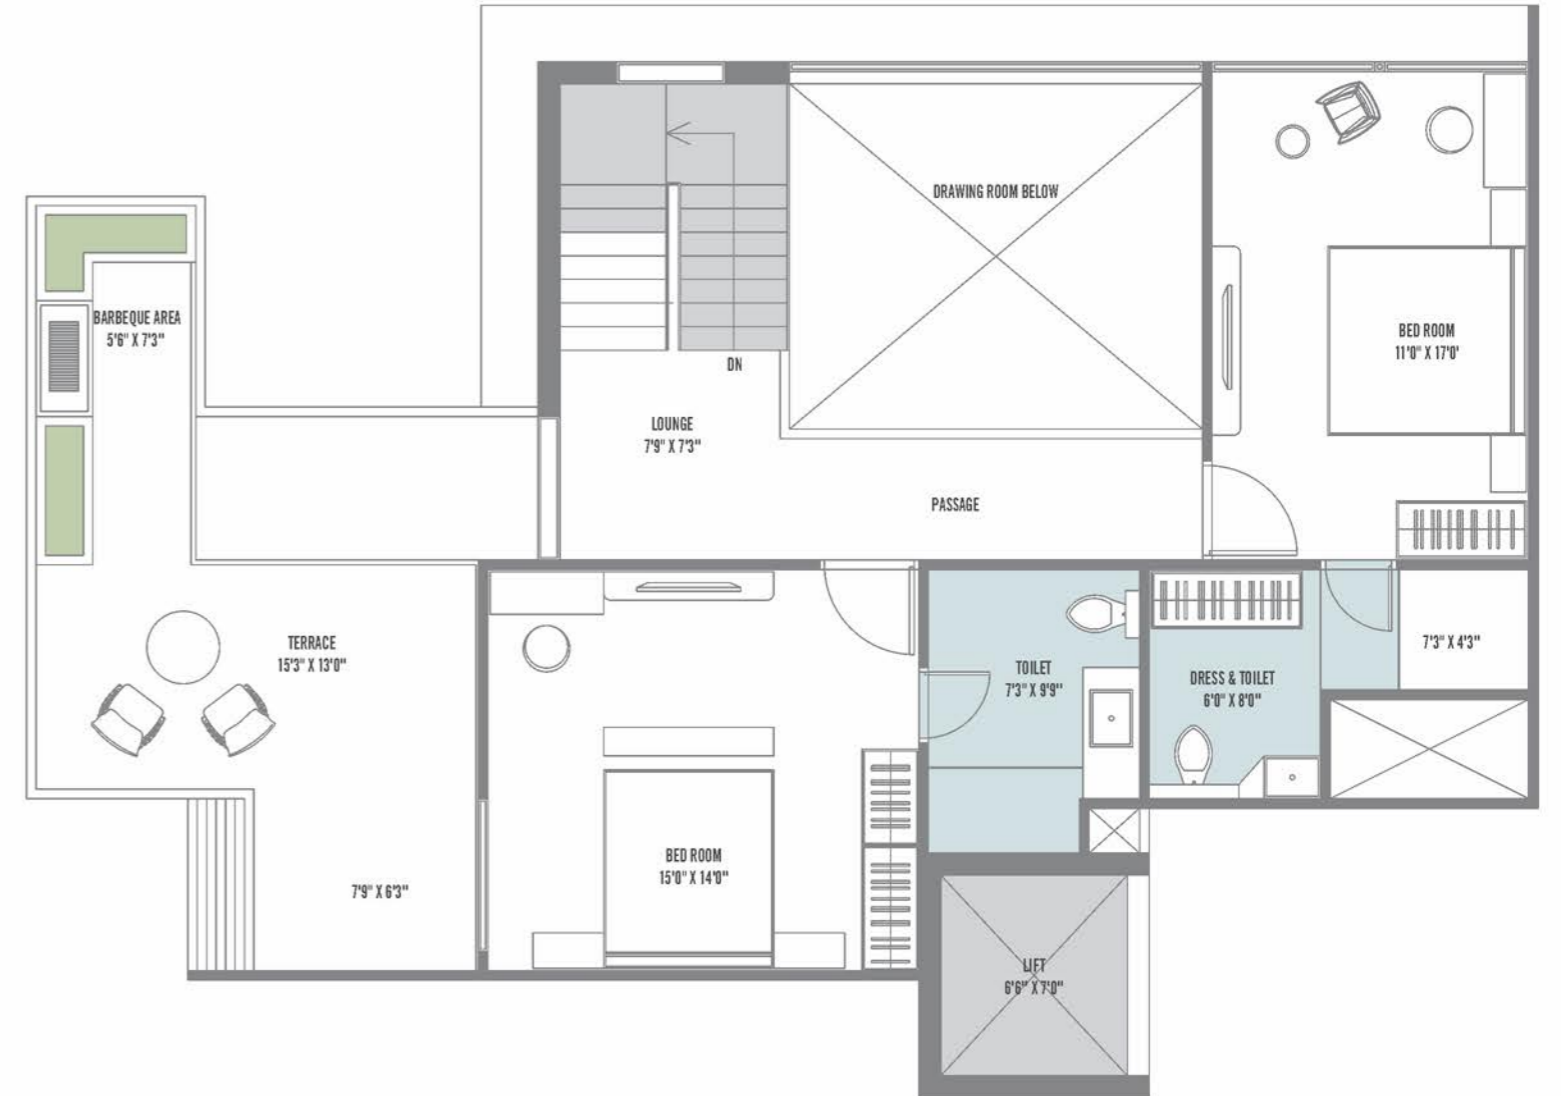 DRAWING ROOM BELOW
BARBEQUE AREA
5'6" X 7'3"
BED ROOM
11'0" X 17'0'
DN
LOUNGE
7'9" X 7'3"
PASSAGE
TERRACE
15'3" X 13'0"
TOILET
7'3" X 9'9"
DRESS & TOILET
6'0" X 8'0"
7'3" X 4'3"
BED ROOM
15'0" X 14'0"
7'9" X 6'3"
LIFT
6'6" X 7'0"